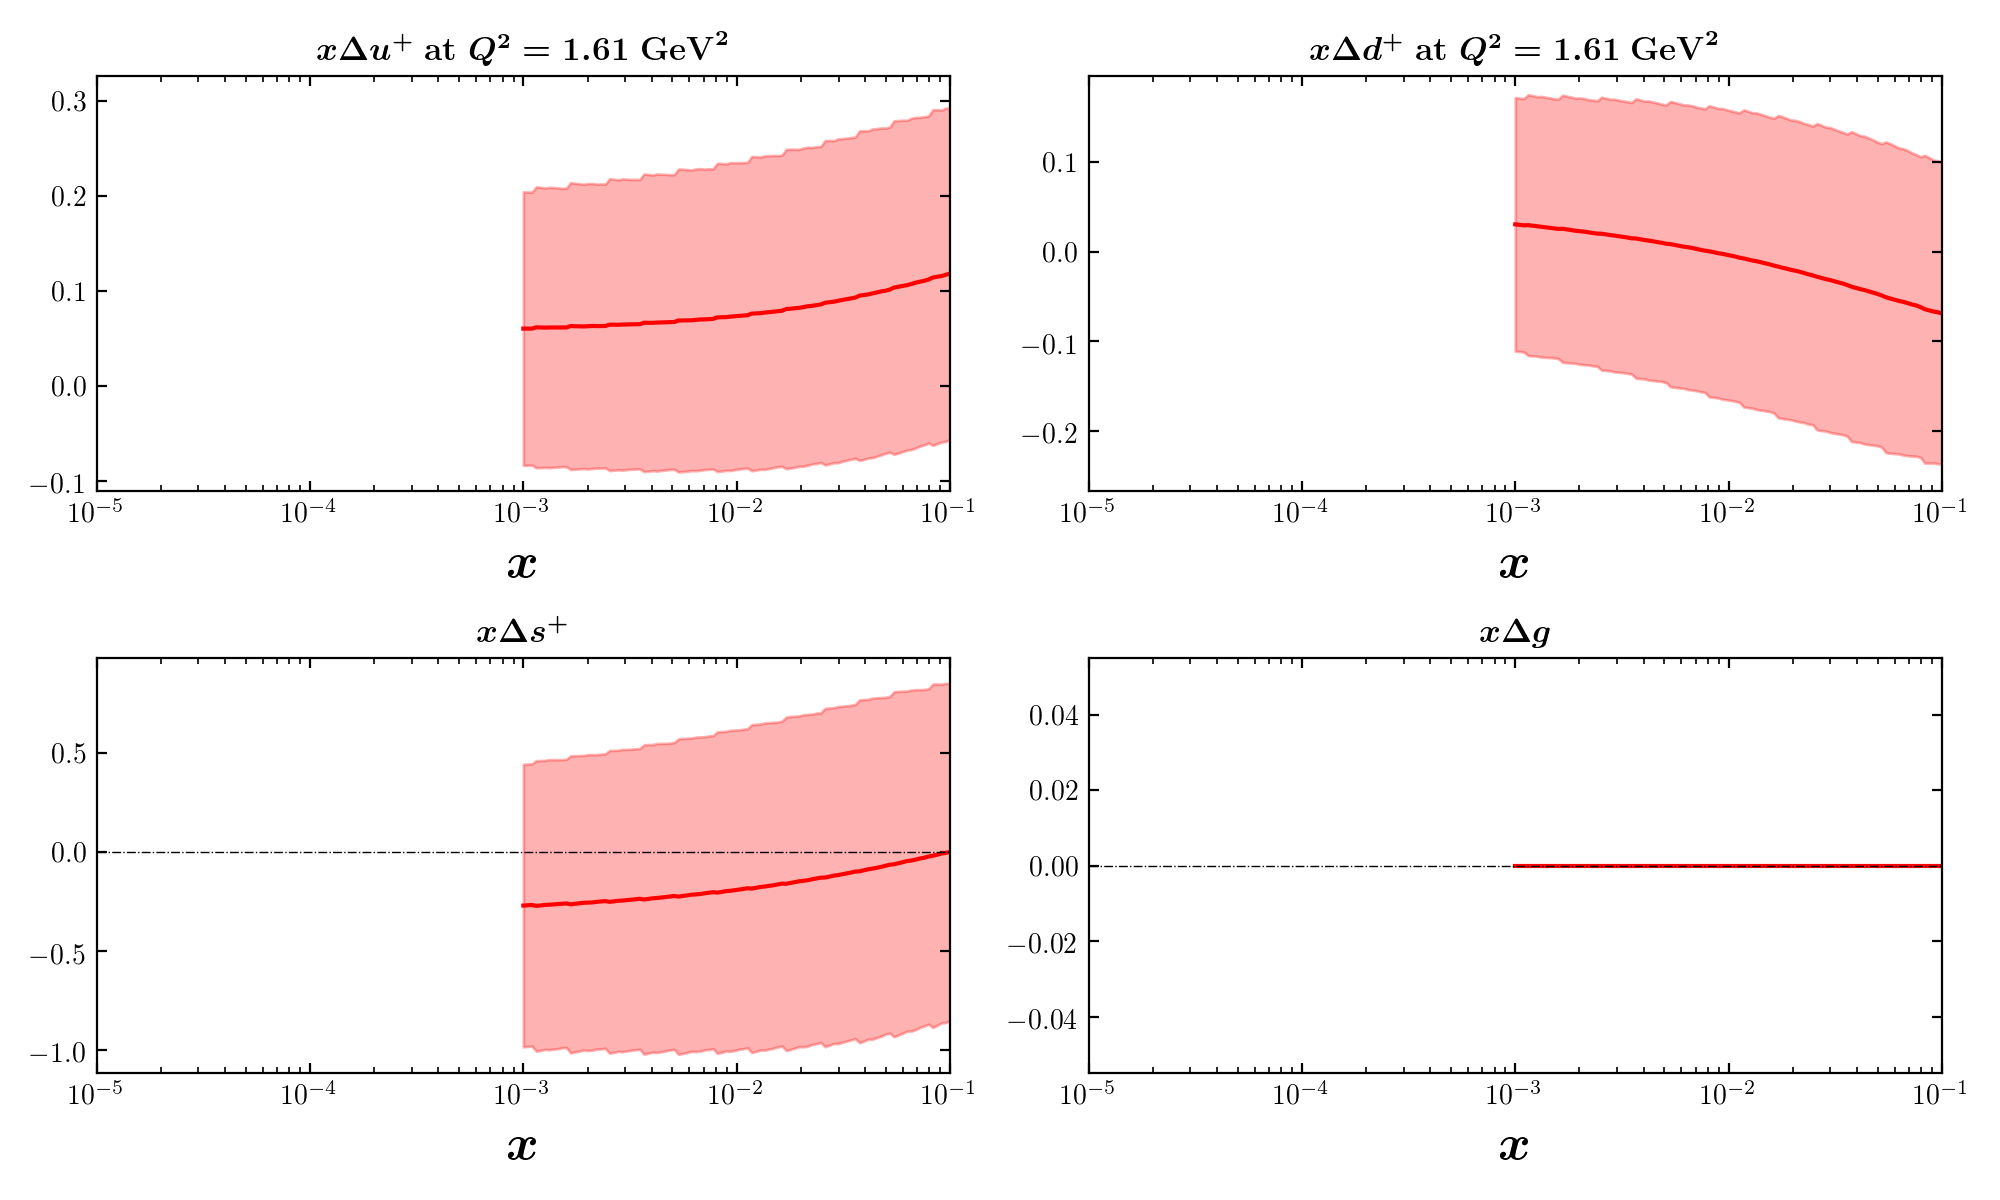 xΔu⁺ at Q² = 1.61 GeV²
0.3
0.2
0.1
0.0
−0.1
10⁻⁵ 10⁻⁴ 10⁻³ 10⁻² 10⁻¹
x
xΔd⁺ at Q² = 1.61 GeV²
0.1
0.0
−0.1
−0.2
10⁻⁵ 10⁻⁴ 10⁻³ 10⁻² 10⁻¹
x
xΔs⁺
0.5
0.0
−0.5
−1.0
10⁻⁵ 10⁻⁴ 10⁻³ 10⁻² 10⁻¹
x
xΔg
0.04
0.02
0.00
−0.02
−0.04
10⁻⁵ 10⁻⁴ 10⁻³ 10⁻² 10⁻¹
x